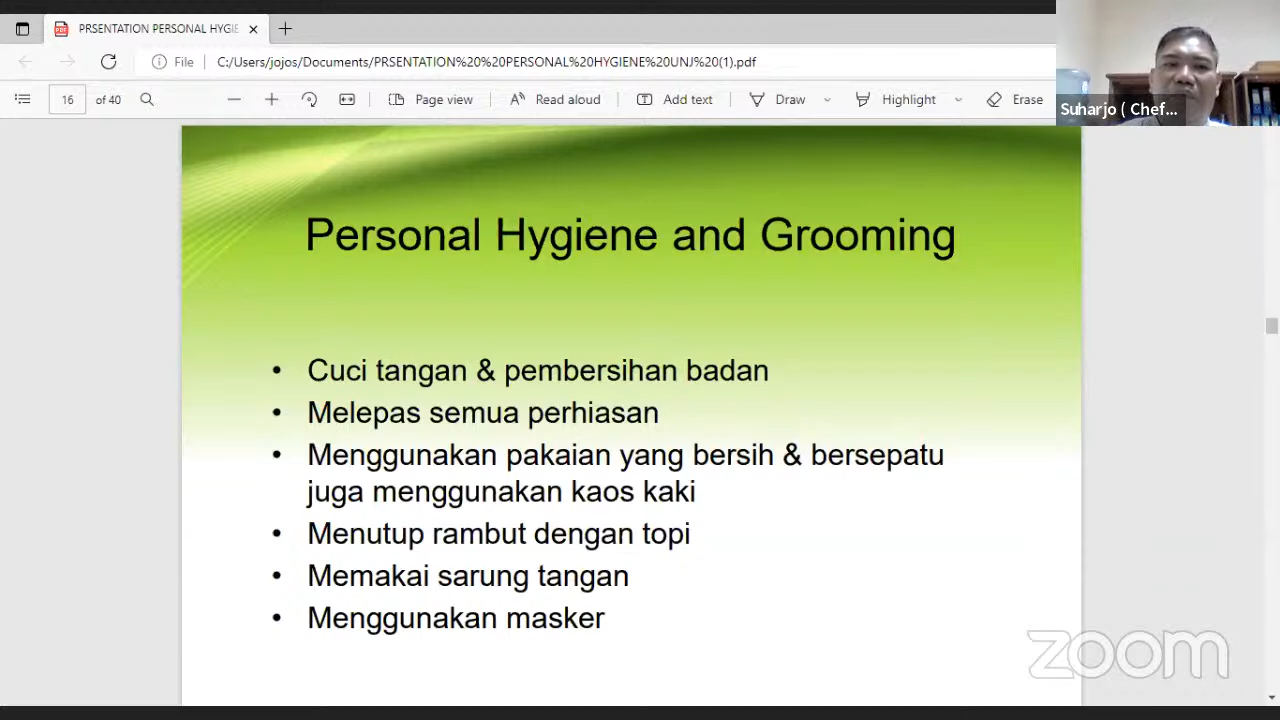 PRSENTATION PERSONAL HYGIE
File C:/Users/jojos/Documents/PRSENTATION%20%20PERSONAL%20HYGIENE%20UNJ%20(1).pdf
16 of 40 Page view Read aloud Add text Draw Highlight Erase
Suharjo ( Chef...
Personal Hygiene and Grooming
• Cuci tangan & pembersihan badan
• Melepas semua perhiasan
• Menggunakan pakaian yang bersih & bersepatu
juga menggunakan kaos kaki
• Menutup rambut dengan topi
• Memakai sarung tangan
• Menggunakan masker
zoom